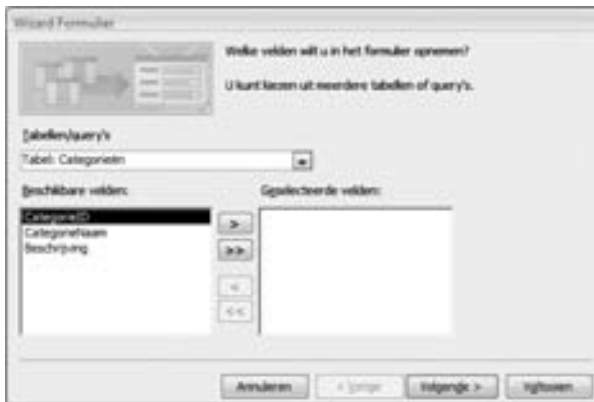 Wizard Formulier
Welke velden wilt u in het formulier opnemen?
U kunt kiezen uit meerdere tabellen of query's.
Tabellen/query's
Tabel: Categorieën
Beschikbare velden:
Geselecteerde velden:
CategorieID
CategorieNaam
Beschrijving
>
>>
<
<<
Annuleren
< Vorige
Volgende >
Voltooien